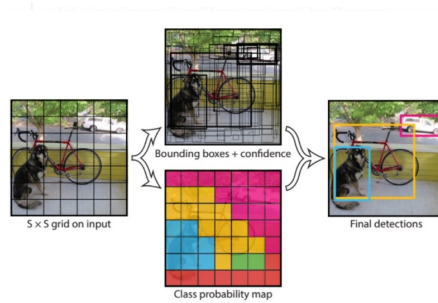 Bounding boxes + confidence
S × S grid on input
Final detections
Class probability map